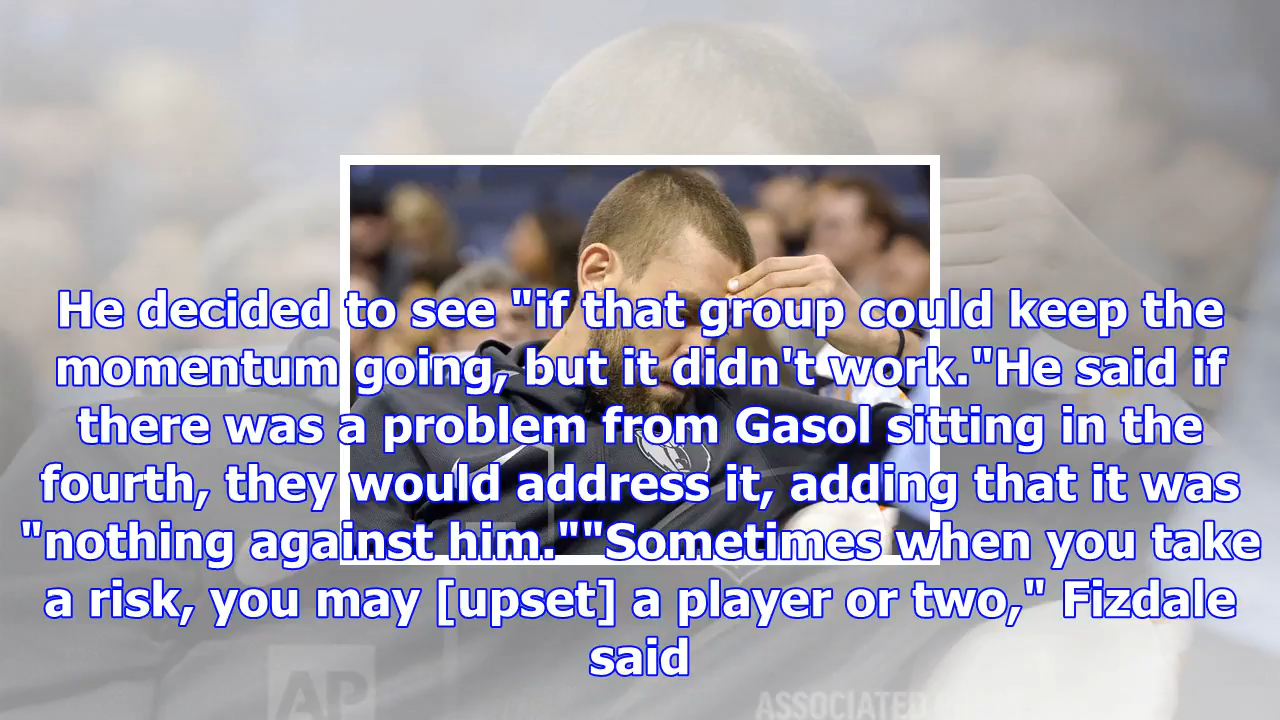 He decided to see "if that group could keep the
momentum going, but it didn't work."He said if
there was a problem from Gasol sitting in the
fourth, they would address it, adding that it was
"nothing against him.""Sometimes when you take
a risk, you may [upset] a player or two," Fizdale
said
AP
ASSOCIATED